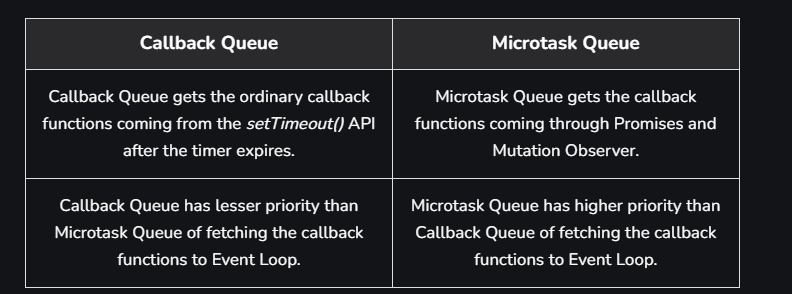 Callback Queue
Microtask Queue
Callback Queue gets the ordinary callback
functions coming from the setTimeout() API
after the timer expires.
Microtask Queue gets the callback
functions coming through Promises and
Mutation Observer.
Callback Queue has lesser priority than
Microtask Queue of fetching the callback
functions to Event Loop.
Microtask Queue has higher priority than
Callback Queue of fetching the callback
functions to Event Loop.